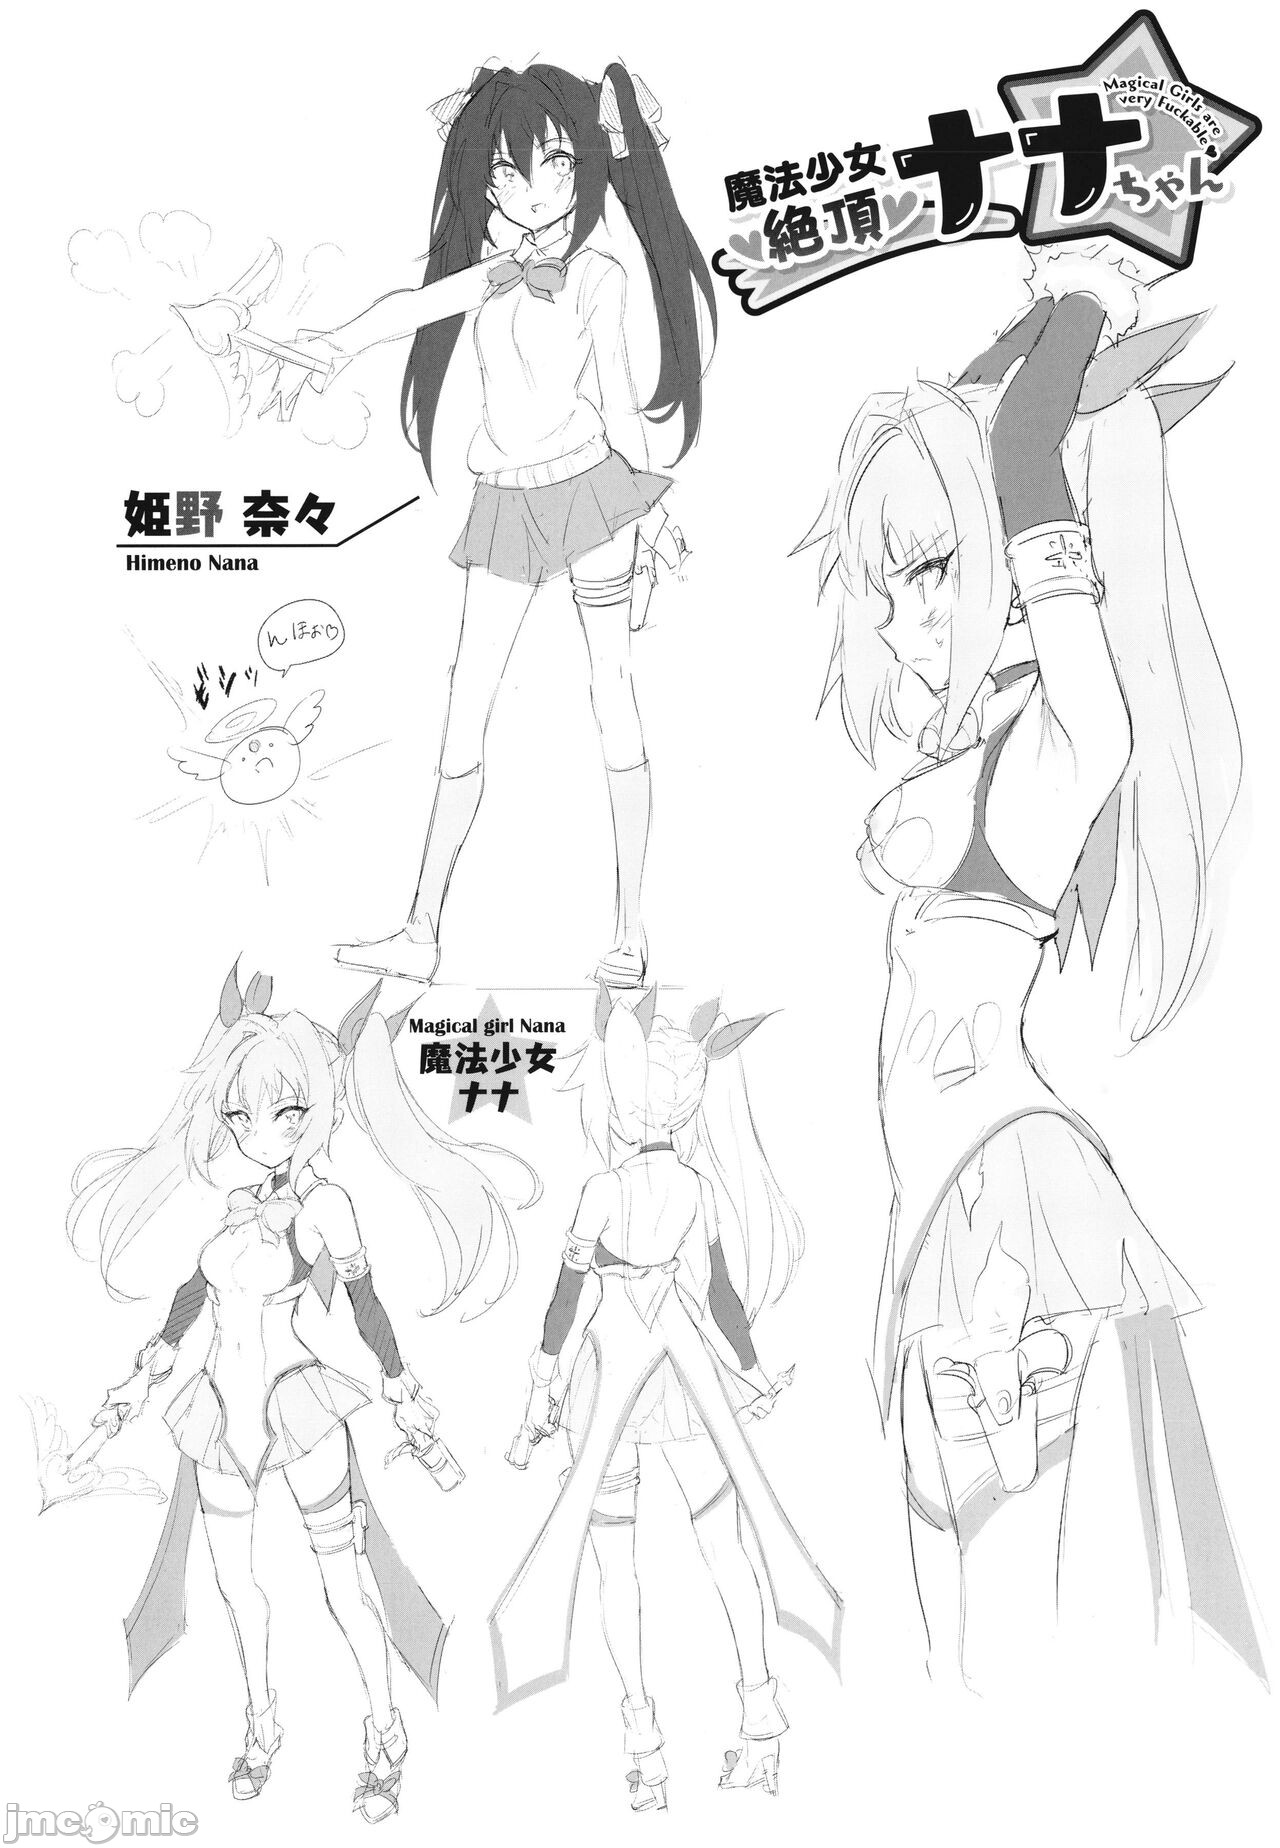 Magical Girls are
very Fuckable♥
魔法少女
絶頂♥ナナちゃん
姫野 奈々
Himeno Nana
んほぉ♡
ビシッ
Magical girl Nana
魔法少女
ナナ
jmcomic